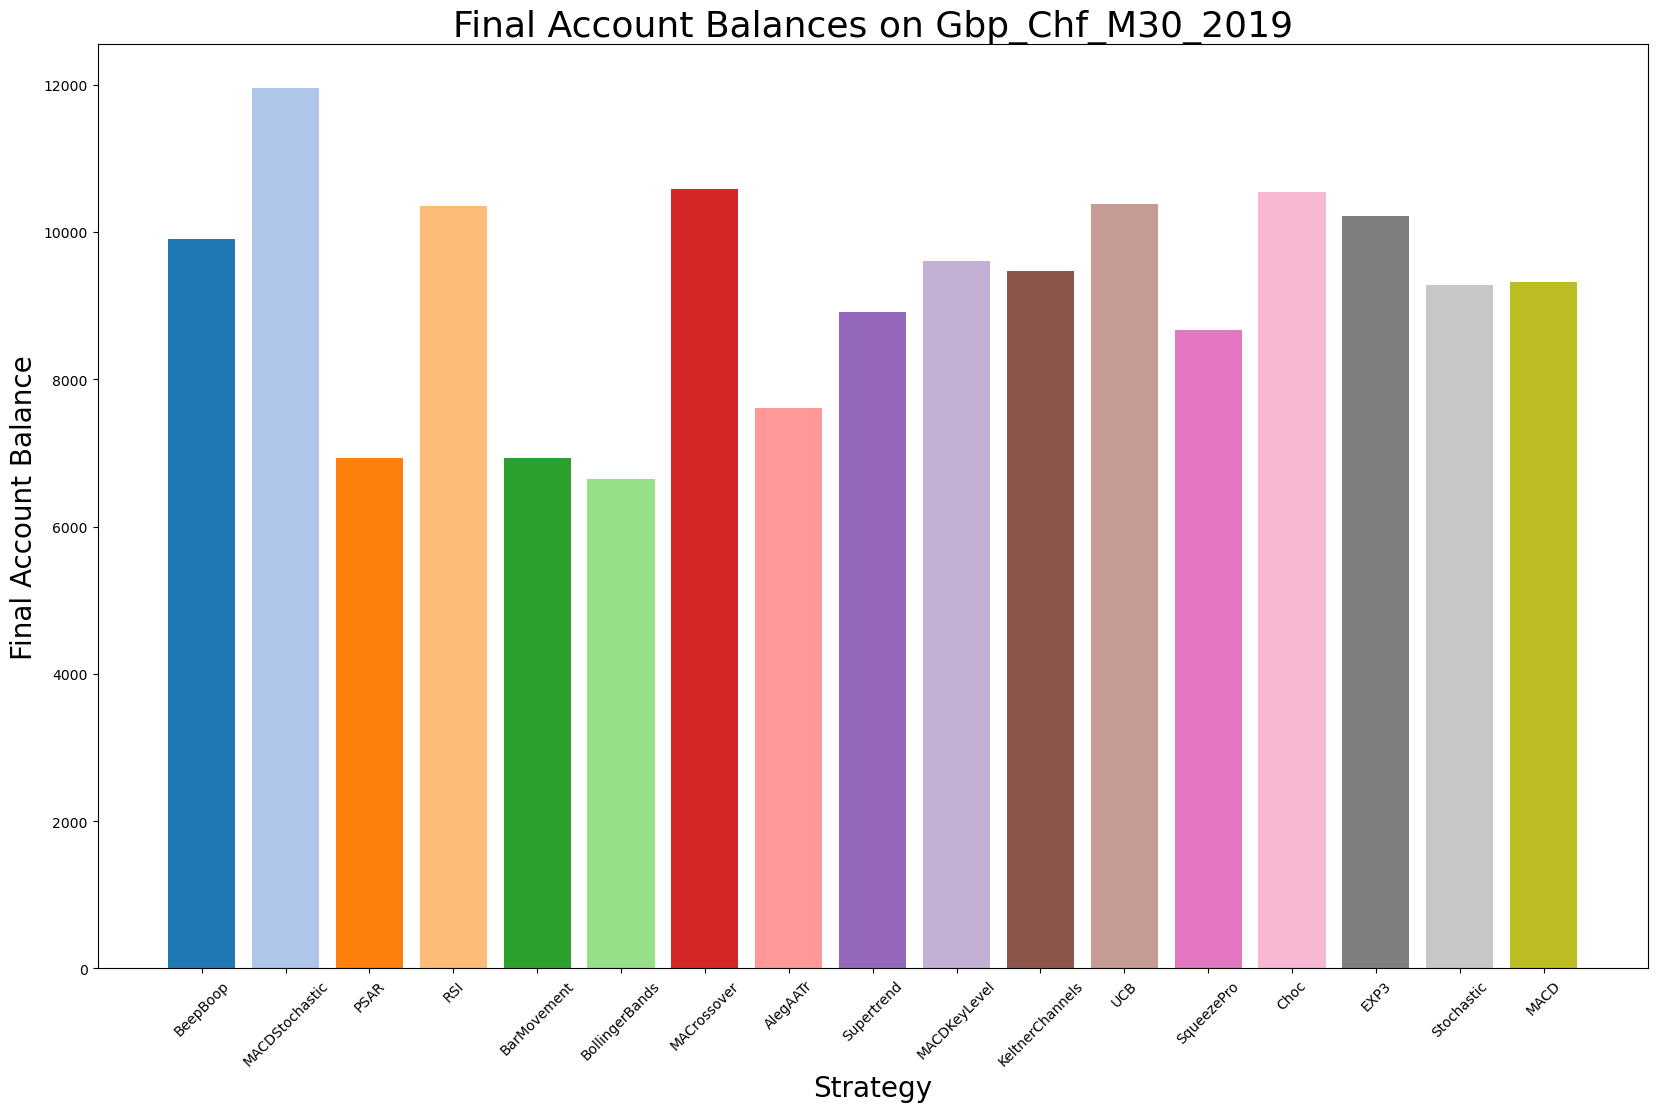 Final Account Balances on Gbp_Chf_M30_2019
Final Account Balance
12000
10000
8000
6000
4000
2000
0
BeepBoop
MACDStochastic
PSAR
RSI
BarMovement
BollingerBands
MACrossover
AlegAATr
Supertrend
MACDKeyLevel
KeltnerChannels
UCB
SqueezePro
Choc
EXP3
Stochastic
MACD
Strategy